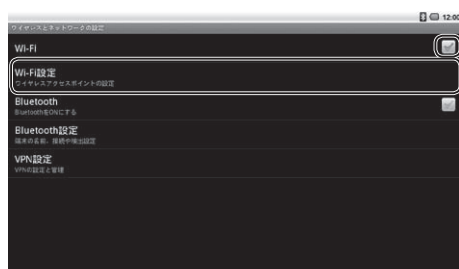 12:00
ワイヤレスとネットワークの設定
Wi-Fi
Wi-Fi設定
ワイヤレスアクセスポイントの設定
Bluetooth
BluetoothをONにする
Bluetooth設定
端末の名前、接続や検出設定
VPN設定
VPNの設定と管理